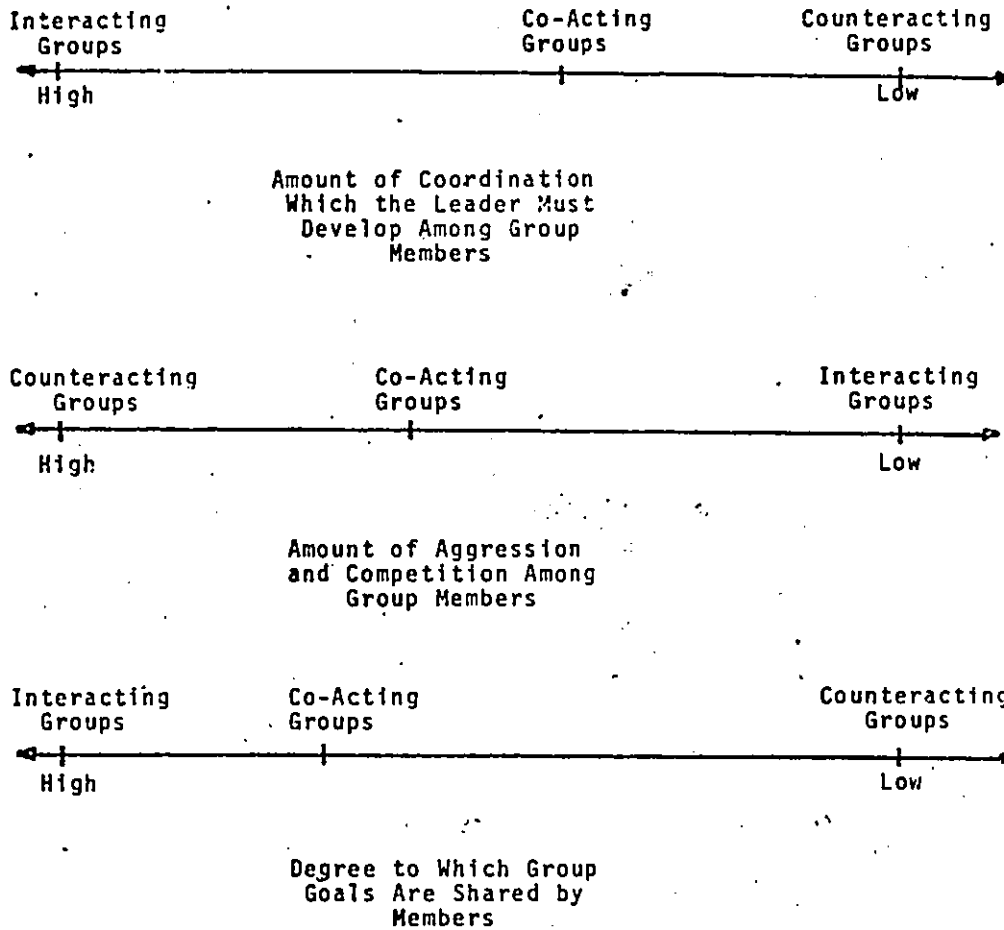 Interacting Co-Acting Counteracting
Groups Groups Groups
High Low
Amount of Coordination
Which the Leader Must
Develop Among Group
Members
Counteracting Co-Acting Interacting
Groups Groups Groups
High Low
Amount of Aggression
and Competition Among
Group Members
Interacting Co-Acting Counteracting
Groups Groups Groups
High Low
Degree to Which Group
Goals Are Shared by
Members